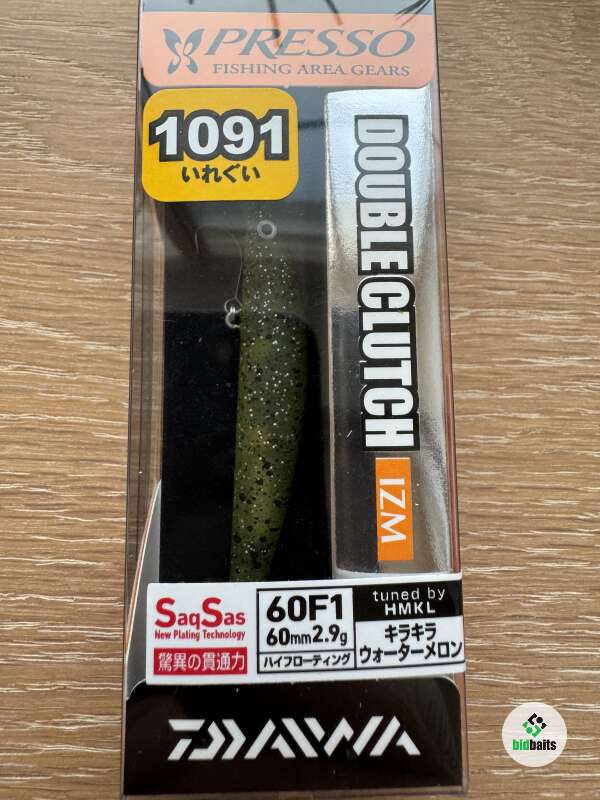 PRESSO
FISHING AREA GEARS
1091
いれぐい
DOUBLE CLUTCH
IZM
SaqSas
New Plating Technology
驚異の貫通力
60F1
60mm2.9g
ハイフローティング
tuned by
HMKL
キラキラ
ウォーターメロン
DAIWA
bidbaits